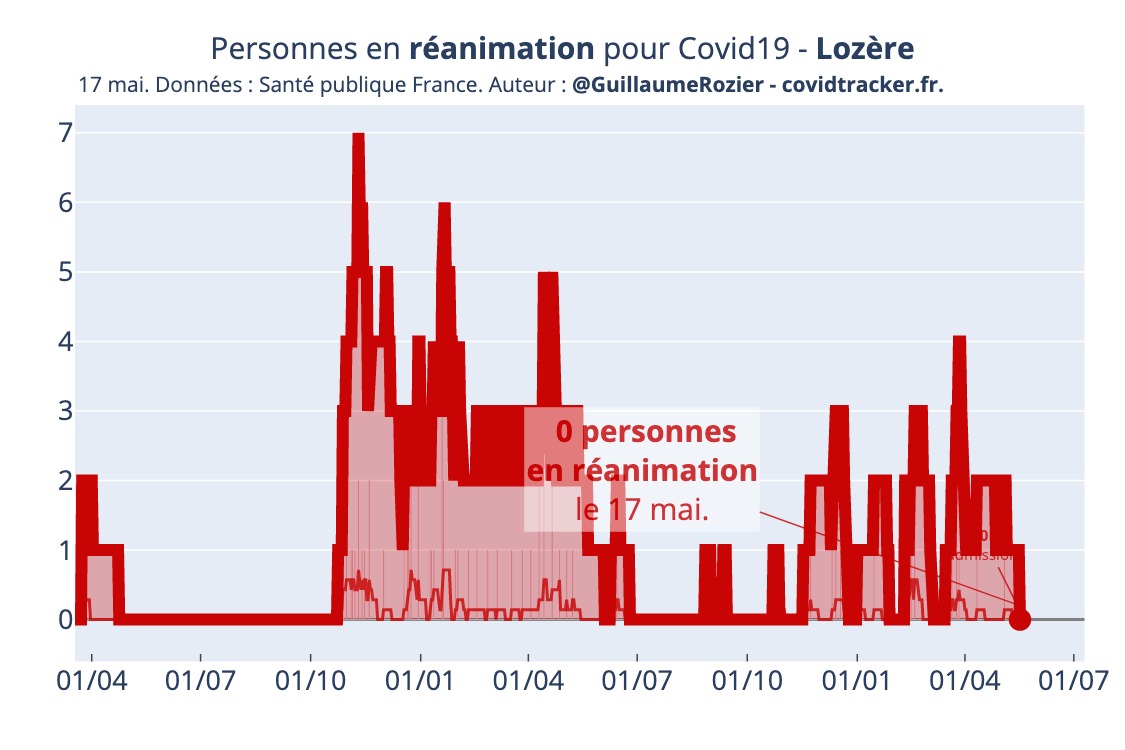 Personnes en réanimation pour Covid19 - Lozère
17 mai. Données : Santé publique France. Auteur : @GuillaumeRozier - covidtracker.fr.
7
6
5
4
3
2
1
0
0 personnes
en réanimation
le 17 mai.
0
01/04 01/07 01/10 01/01 01/04 01/07 01/10 01/01 01/04 01/07